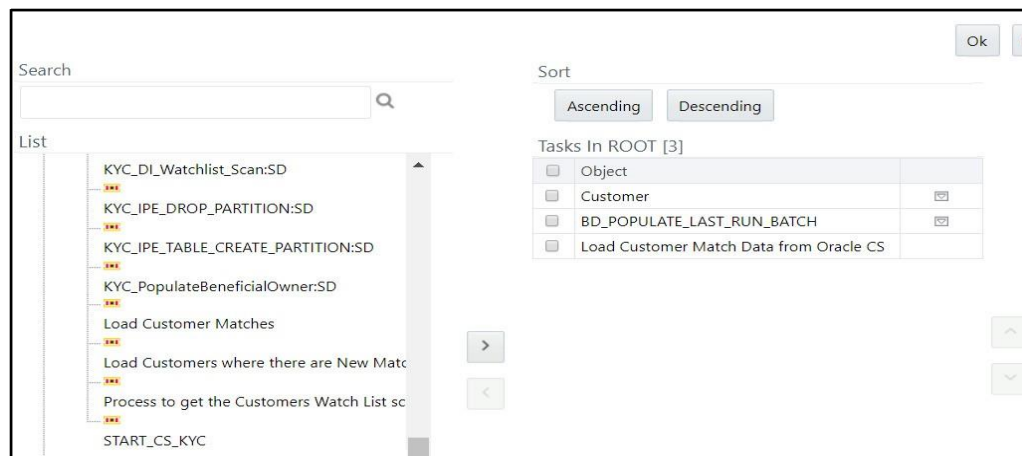 Ok
Search
List
KYC_DI_Watchlist_Scan:SD
KYC_IPE_DROP_PARTITION:SD
KYC_IPE_TABLE_CREATE_PARTITION:SD
KYC_PopulateBeneficialOwner:SD
Load Customer Matches
Load Customers where there are New Matc
Process to get the Customers Watch List sc
START_CS_KYC
>
<
Sort
Ascending Descending
Tasks In ROOT [3]
Object
Customer
BD_POPULATE_LAST_RUN_BATCH
Load Customer Match Data from Oracle CS